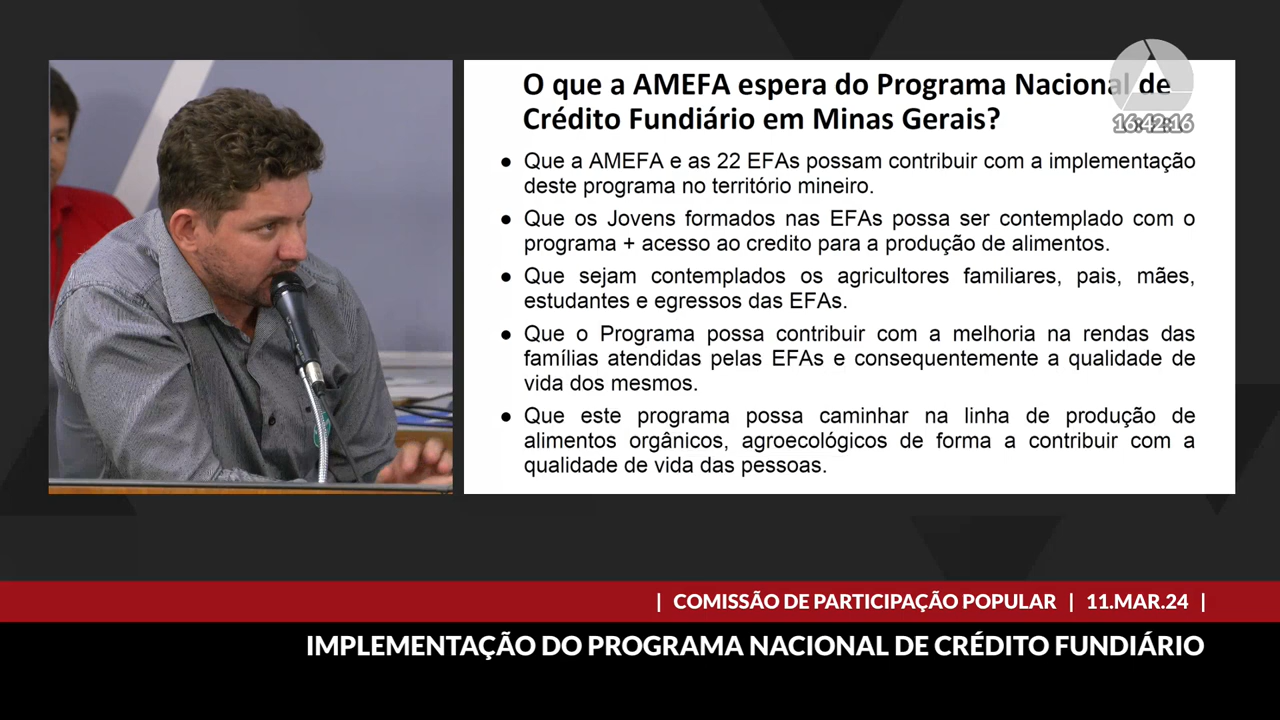 O que a AMEFA espera do Programa Nacional de
Crédito Fundiário em Minas Gerais?
16:42:16
● Que a AMEFA e as 22 EFAs possam contribuir com a implementação
deste programa no território mineiro.
● Que os Jovens formados nas EFAs possa ser contemplado com o
programa + acesso ao credito para a produção de alimentos.
● Que sejam contemplados os agricultores familiares, pais, mães,
estudantes e egressos das EFAs.
● Que o Programa possa contribuir com a melhoria na rendas das
famílias atendidas pelas EFAs e consequentemente a qualidade de
vida dos mesmos.
● Que este programa possa caminhar na linha de produção de
alimentos orgânicos, agroecológicos de forma a contribuir com a
qualidade de vida das pessoas.
| COMISSÃO DE PARTICIPAÇÃO POPULAR | 11.MAR.24 |
IMPLEMENTAÇÃO DO PROGRAMA NACIONAL DE CRÉDITO FUNDIÁRIO